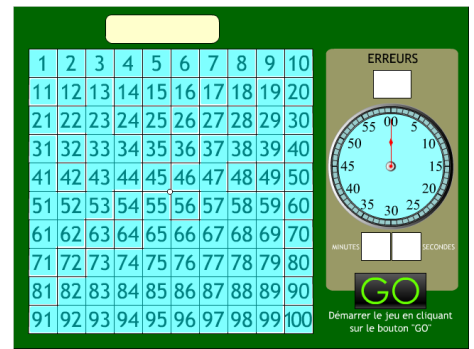 ERREURS
1 2 3 4 5 6 7 8 9 10
11 12 13 14 15 16 17 18 19 20
21 22 23 24 25 26 27 28 29 30
31 32 33 34 35 36 37 38 39 40
41 42 43 44 45 46 47 48 49 50
51 52 53 54 55 56 57 58 59 60
61 62 63 64 65 66 67 68 69 70
71 72 73 74 75 76 77 78 79 80
81 82 83 84 85 86 87 88 89 90
91 92 93 94 95 96 97 98 99 100
00 5 10 15 20 25 30 35 40 45 50 55
MINUTES SECONDES
GO
Démarrer le jeu en cliquant
sur le bouton "GO"